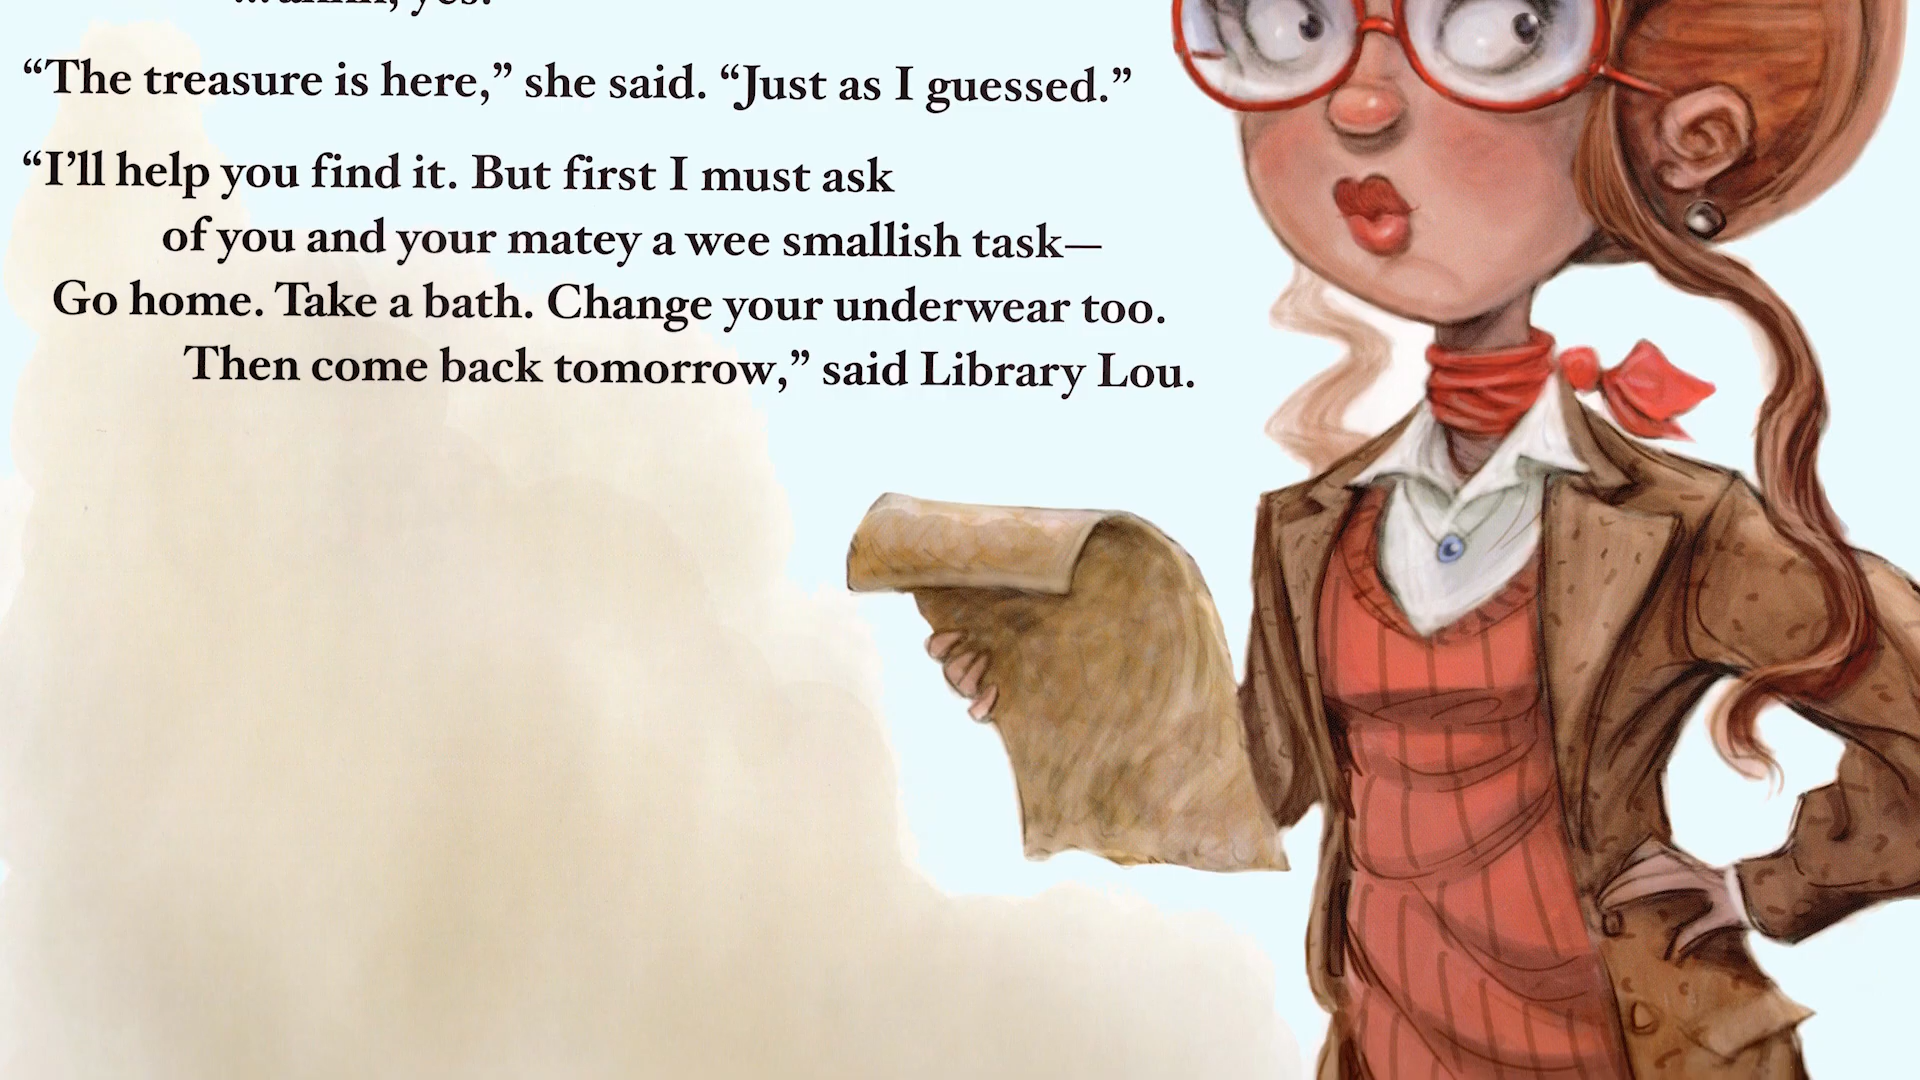 “The treasure is here,” she said. “Just as I guessed.”
“I’ll help you find it. But first I must ask
of you and your matey a wee smallish task—
Go home. Take a bath. Change your underwear too.
Then come back tomorrow,” said Library Lou.